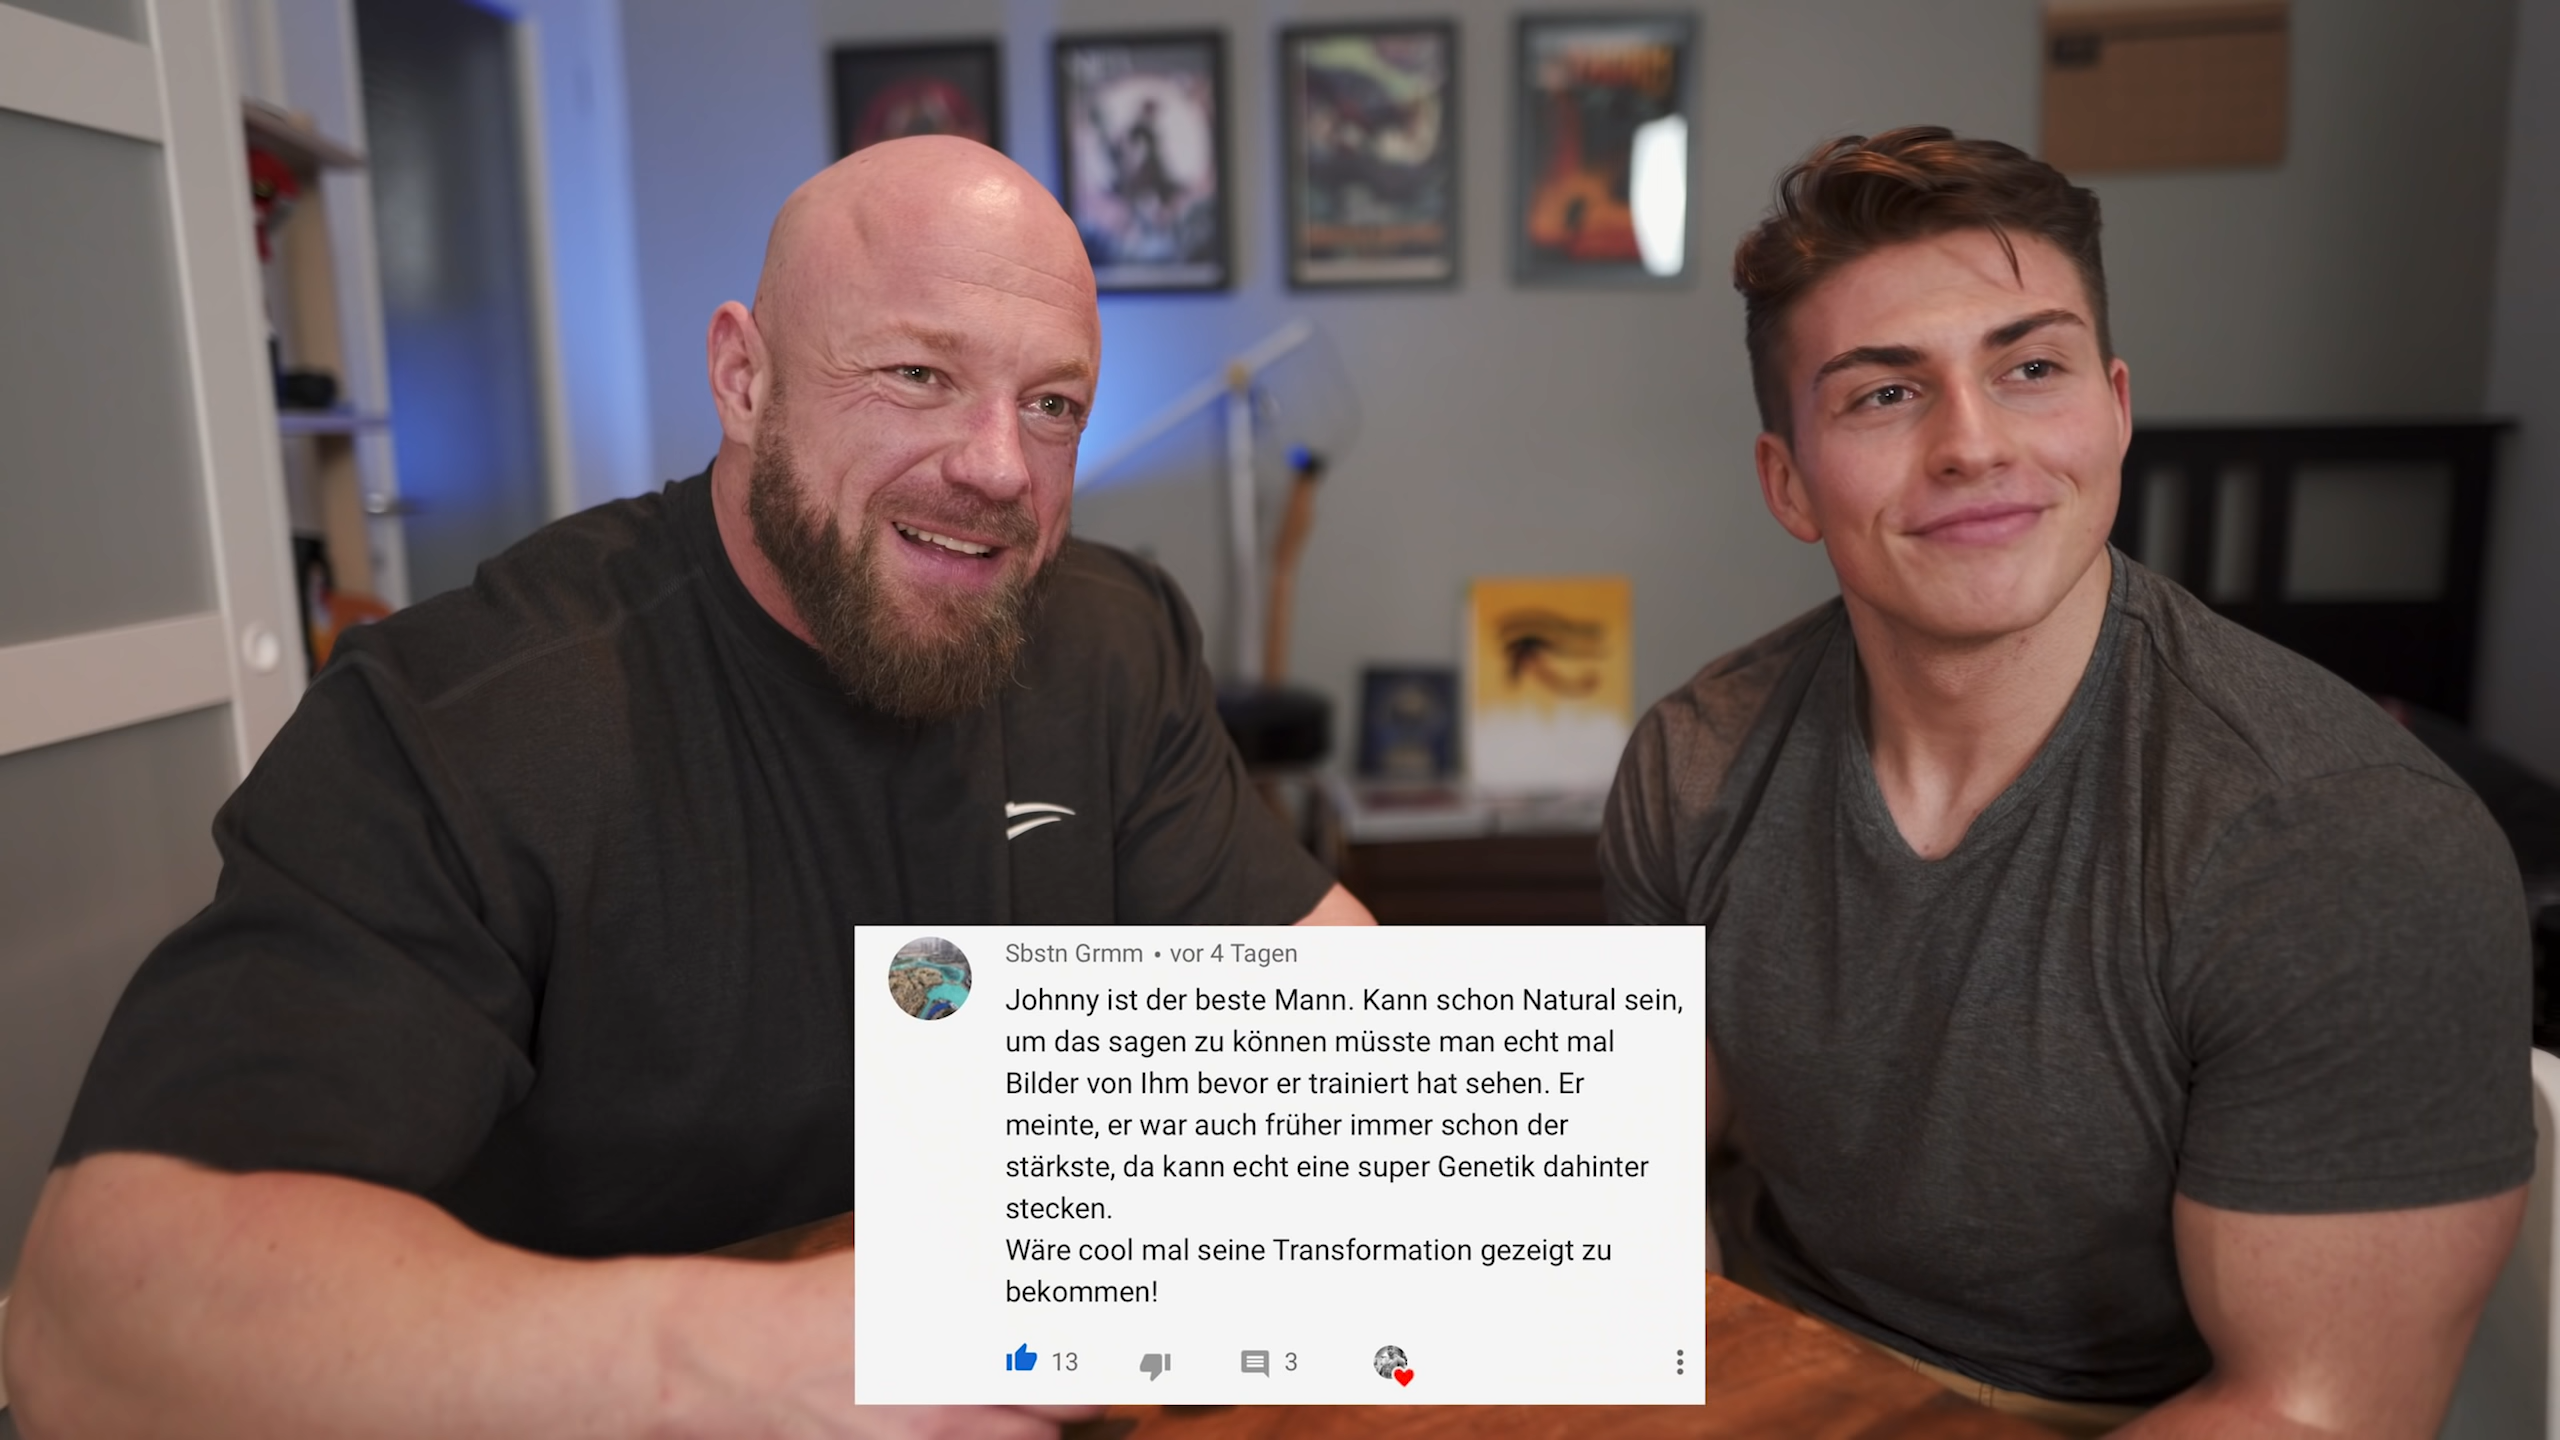 Sbstn Grmm • vor 4 Tagen
Johnny ist der beste Mann. Kann schon Natural sein,
um das sagen zu können müsste man echt mal
Bilder von Ihm bevor er trainiert hat sehen. Er
meinte, er war auch früher immer schon der
stärkste, da kann echt eine super Genetik dahinter
stecken.
Wäre cool mal seine Transformation gezeigt zu
bekommen!
13
3